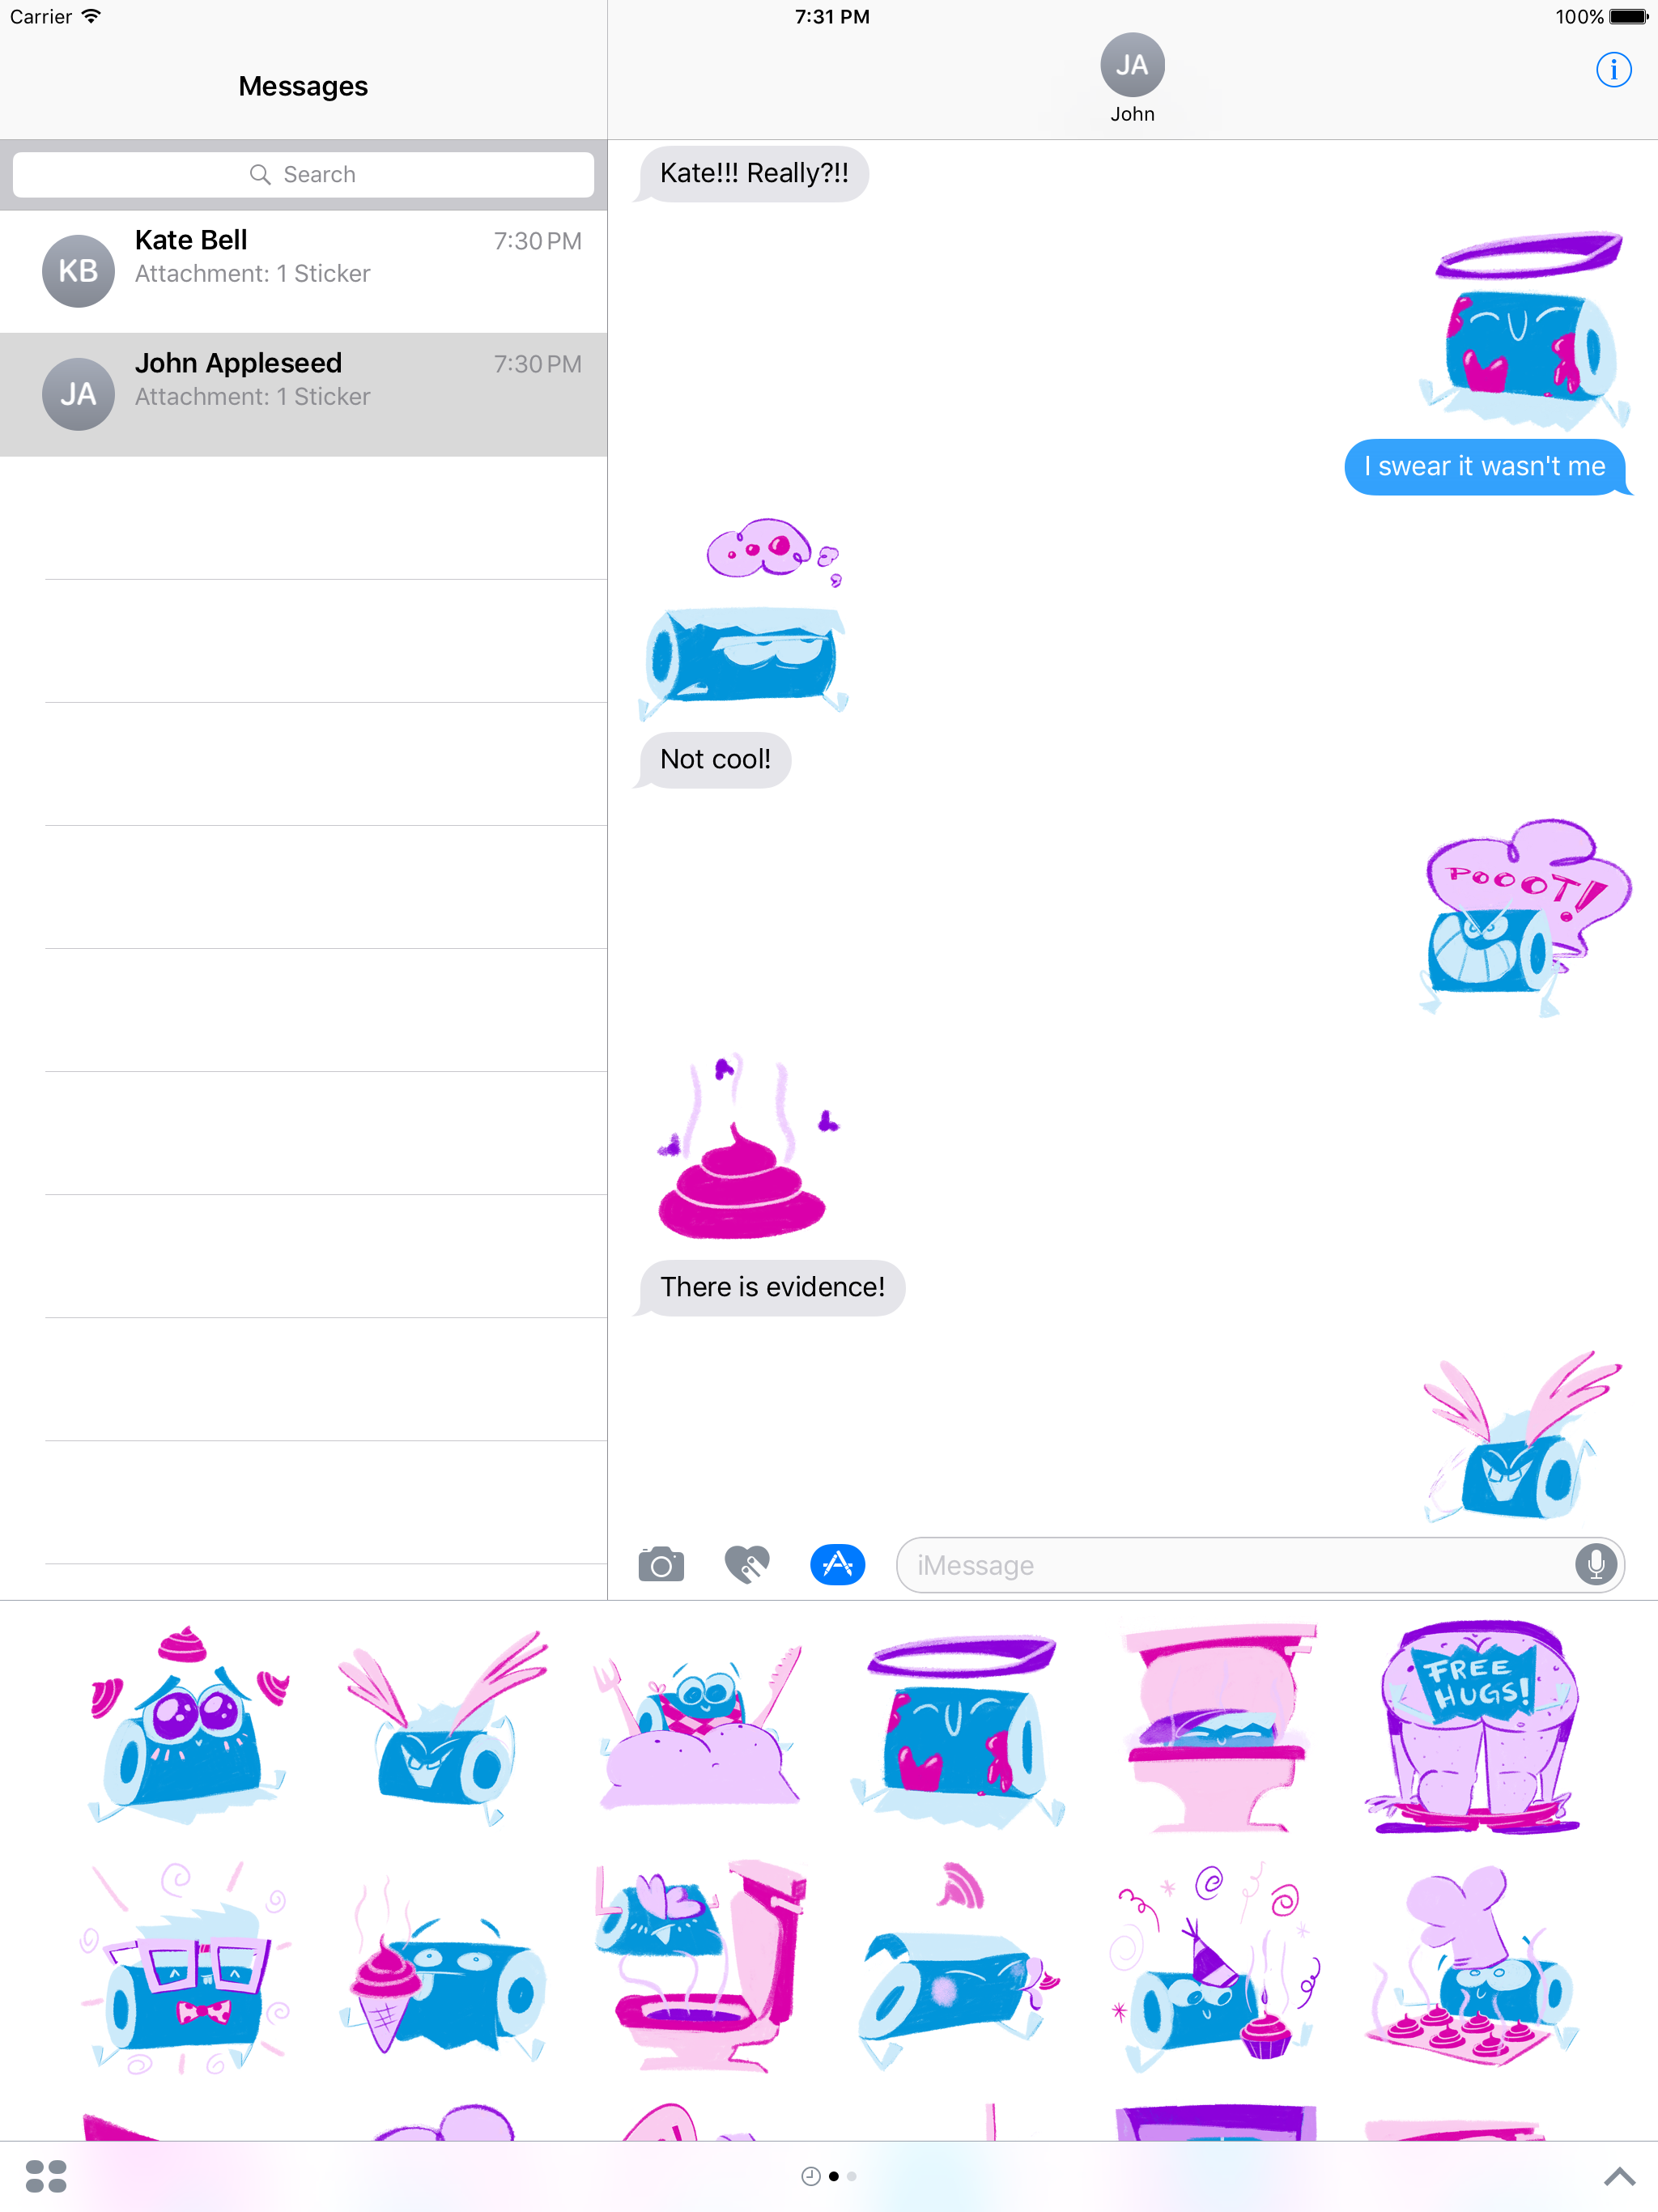 Carrier
7:31 PM
100%
Messages
JA
John
Search
KB
Kate Bell
7:30 PM
Attachment: 1 Sticker
JA
John Appleseed
7:30 PM
Attachment: 1 Sticker
Kate!!! Really?!!
I swear it wasn't me
Not cool!
POOOT!
There is evidence!
iMessage
FREE
HUGS!